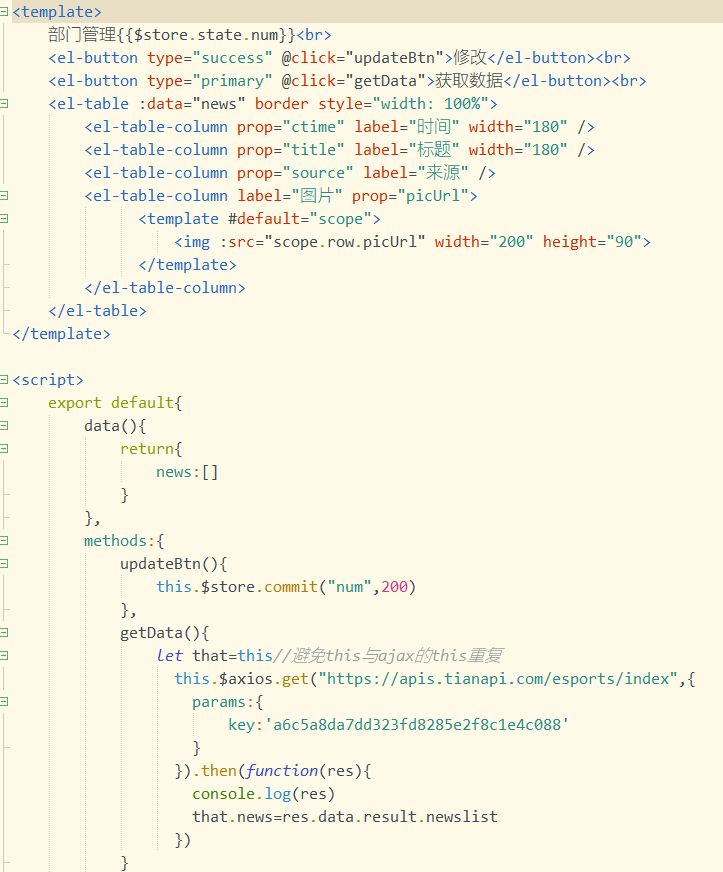 <template>
部门管理{{$store.state.num}}<br>
<el-button type="success" @click="updateBtn">修改</el-button><br>
<el-button type="primary" @click="getData">获取数据</el-button><br>
<el-table :data="news" border style="width: 100%">
<el-table-column prop="ctime" label="时间" width="180" />
<el-table-column prop="title" label="标题" width="180" />
<el-table-column prop="source" label="来源" />
<el-table-column label="图片" prop="picUrl">
<template #default="scope">
<img :src="scope.row.picUrl" width="200" height="90">
</template>
</el-table-column>
</el-table>
</template>
<script>
export default{
data(){
return{
news:[]
}
},
methods:{
updateBtn(){
this.$store.commit("num",200)
},
getData(){
let that=this//避免this与ajax的this重复
this.$axios.get("https://apis.tianapi.com/esports/index",{
params:{
key:'a6c5a8da7dd323fd8285e2f8c1e4c088'
}
}).then(function(res){
console.log(res)
that.news=res.data.result.newslist
})
}